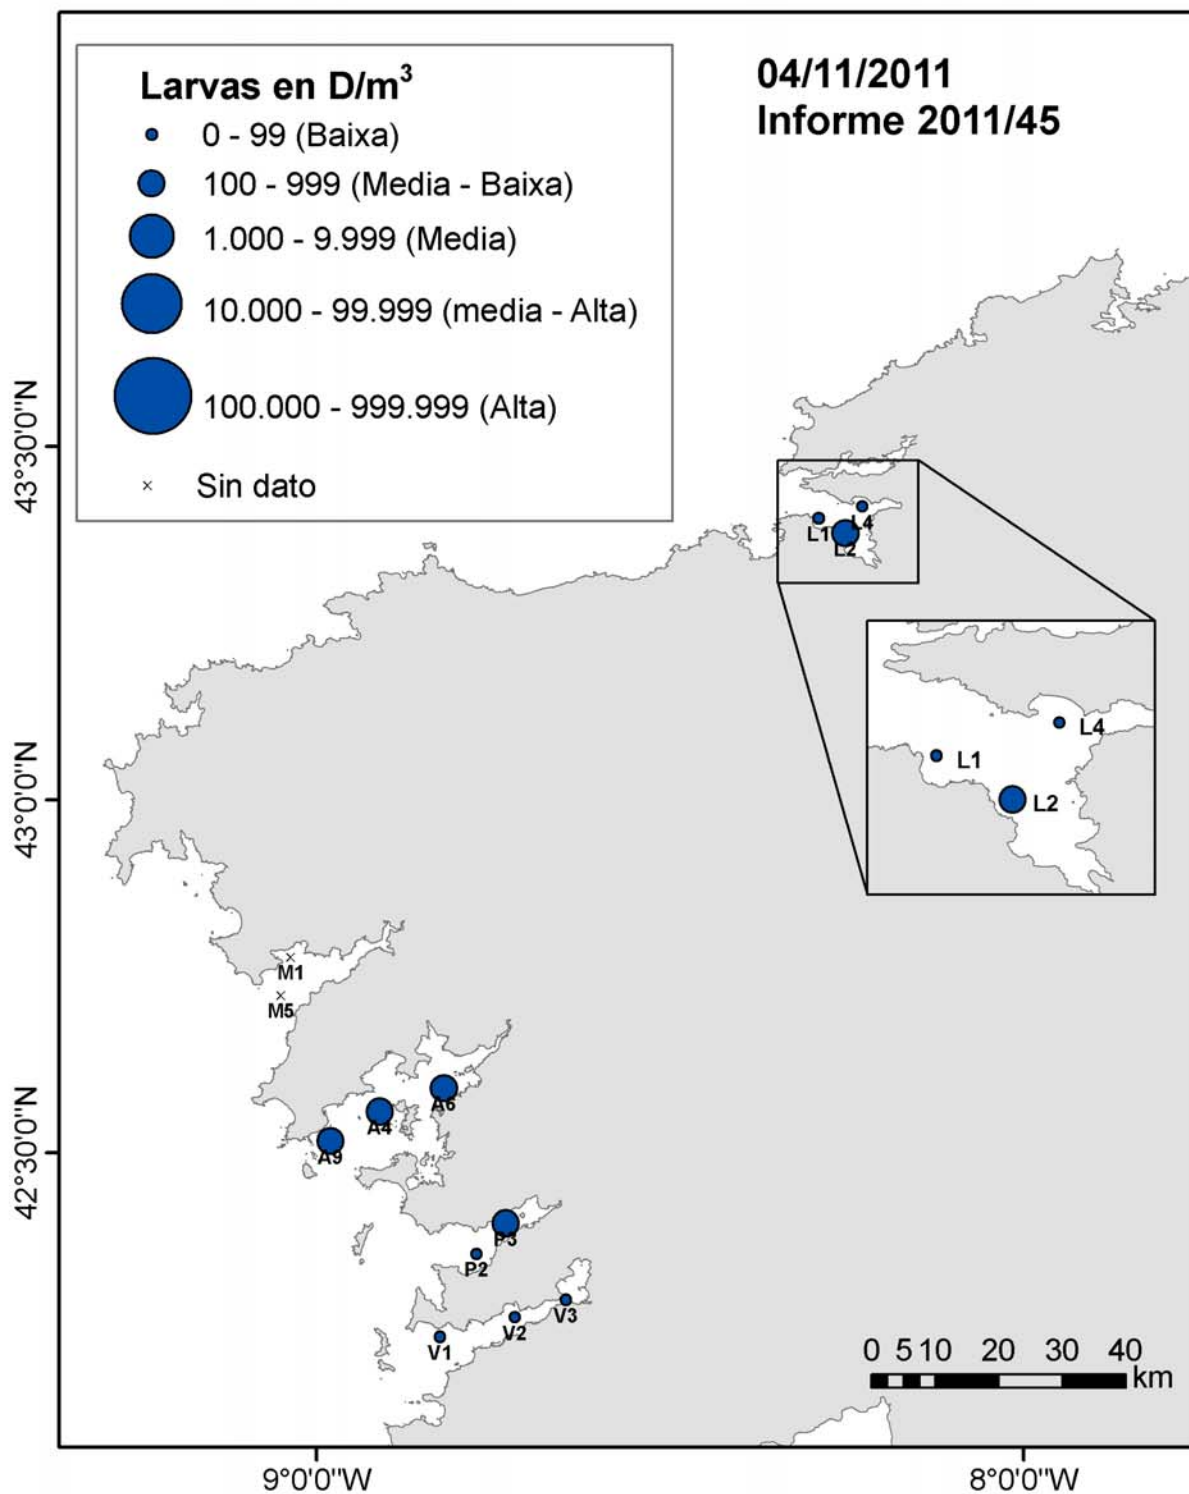 Larvas en D/m³
0 - 99 (Baixa)
100 - 999 (Media - Baixa)
1.000 - 9.999 (Media)
10.000 - 99.999 (media - Alta)
100.000 - 999.999 (Alta)
Sin dato
04/11/2011
Informe 2011/45
43°30'0"N
43°0'0"N
42°30'0"N
L1
L4
L2
L4
L1
L2
M1
M5
A6
A4
A9
P3
P2
V3
V2
V1
0 5 10 20 30 40
km
9°0'0"W
8°0'0"W